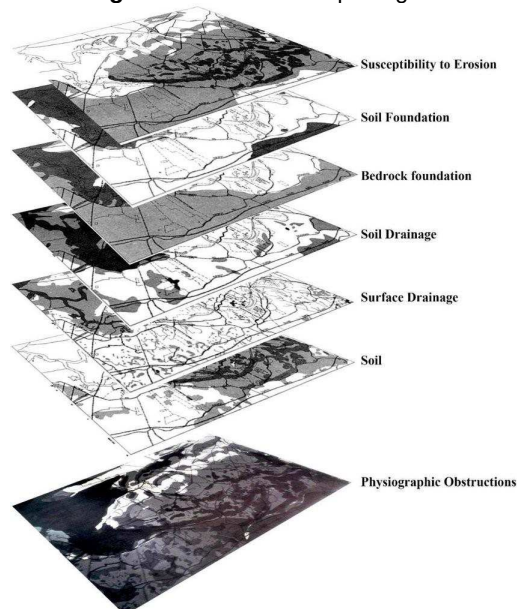 Susceptibility to Erosion
Soil Foundation
Bedrock foundation
Soil Drainage
Surface Drainage
Soil
Physiographic Obstructions